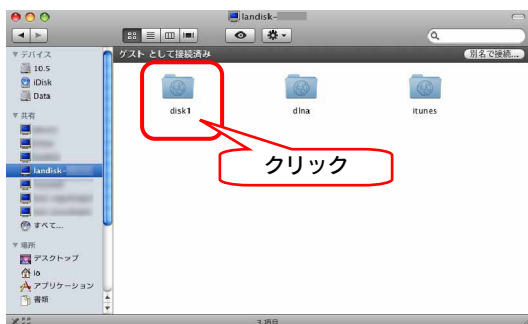 landisk-
ゲスト として接続済み
別名で接続...
デバイス
10.5
iDisk
Data
共有
landisk-
すべて...
場所
デスクトップ
io
アプリケーション
書類
disk1
dlna
itunes
クリック
3 項目